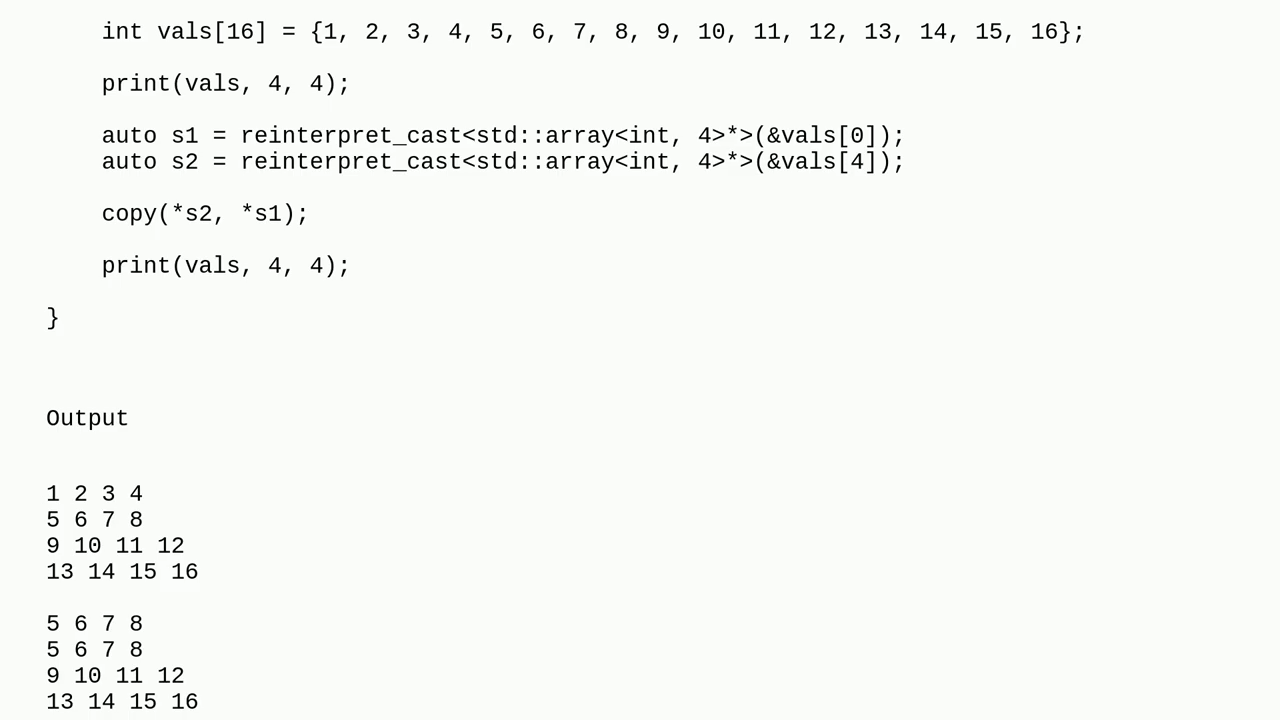 int vals[16] = {1, 2, 3, 4, 5, 6, 7, 8, 9, 10, 11, 12, 13, 14, 15, 16};
print(vals, 4, 4);
auto s1 = reinterpret_cast<std::array<int, 4>*>(&vals[0]);
auto s2 = reinterpret_cast<std::array<int, 4>*>(&vals[4]);
copy(*s2, *s1);
print(vals, 4, 4);
}
Output
1 2 3 4
5 6 7 8
9 10 11 12
13 14 15 16
5 6 7 8
5 6 7 8
9 10 11 12
13 14 15 16